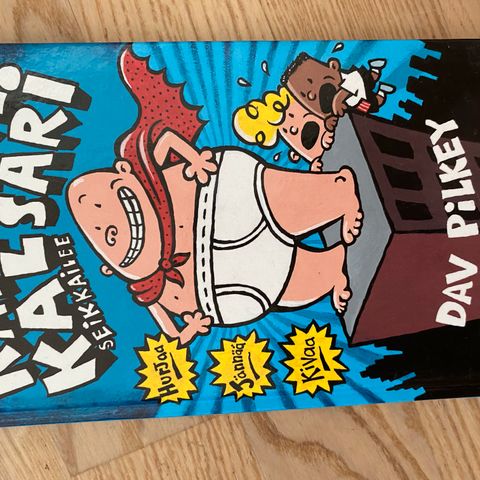 KALSARI
SEIKKAILEE
HurJaa
Jännää
Kivaa
DAV PiLKEY